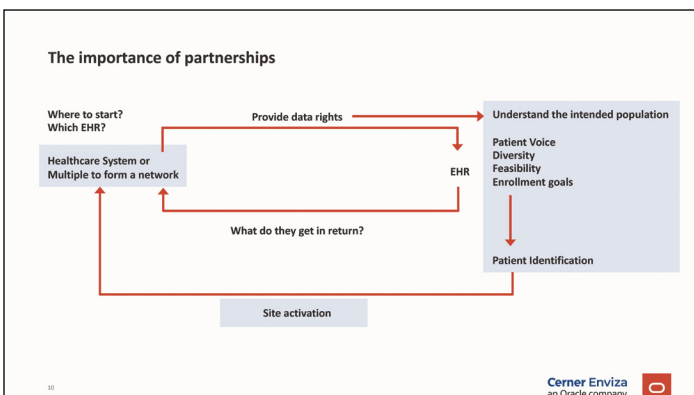 The importance of partnerships
Where to start?
Which EHR?
Provide data rights
Understand the intended population
Healthcare System or
Multiple to form a network
EHR
Patient Voice
Diversity
Feasibility
Enrollment goals
What do they get in return?
Patient Identification
Site activation
10
Cerner Enviza
an Oracle company